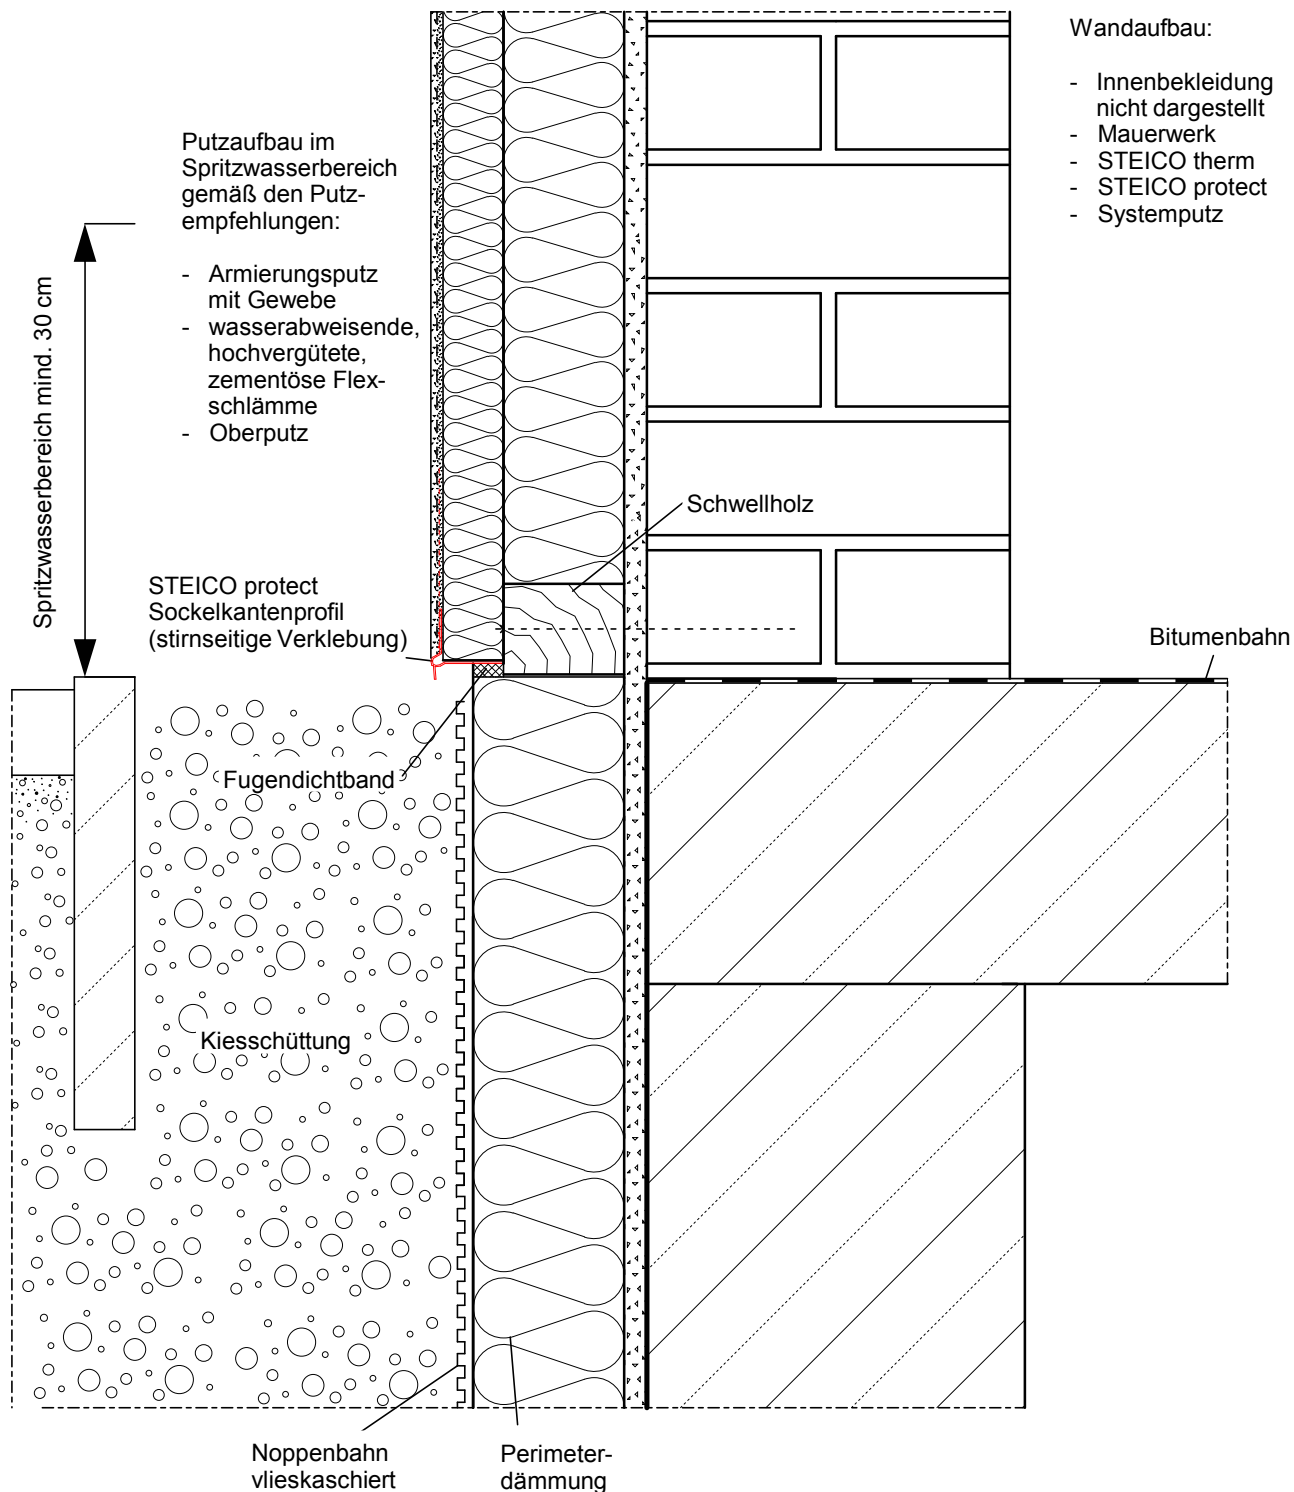 Wandaufbau:
- Innenbekleidung
nicht dargestellt
- Mauerwerk
- STEICO therm
- STEICO protect
- Systemputz
Putzaufbau im
Spritzwasserbereich
gemäß den Putz-
empfehlungen:
- Armierungsputz
mit Gewebe
- wasserabweisende,
hochvergütete,
zementöse Flex-
schlämme
- Oberputz
Spritzwasserbereich mind. 30 cm
Schwellholz
STEICO protect
Sockelkantenprofil
(stirnseitige Verklebung)
Bitumenbahn
Fugendichtband
Kiesschüttung
Noppenbahn
vlieskaschiert
Perimeter-
dämmung